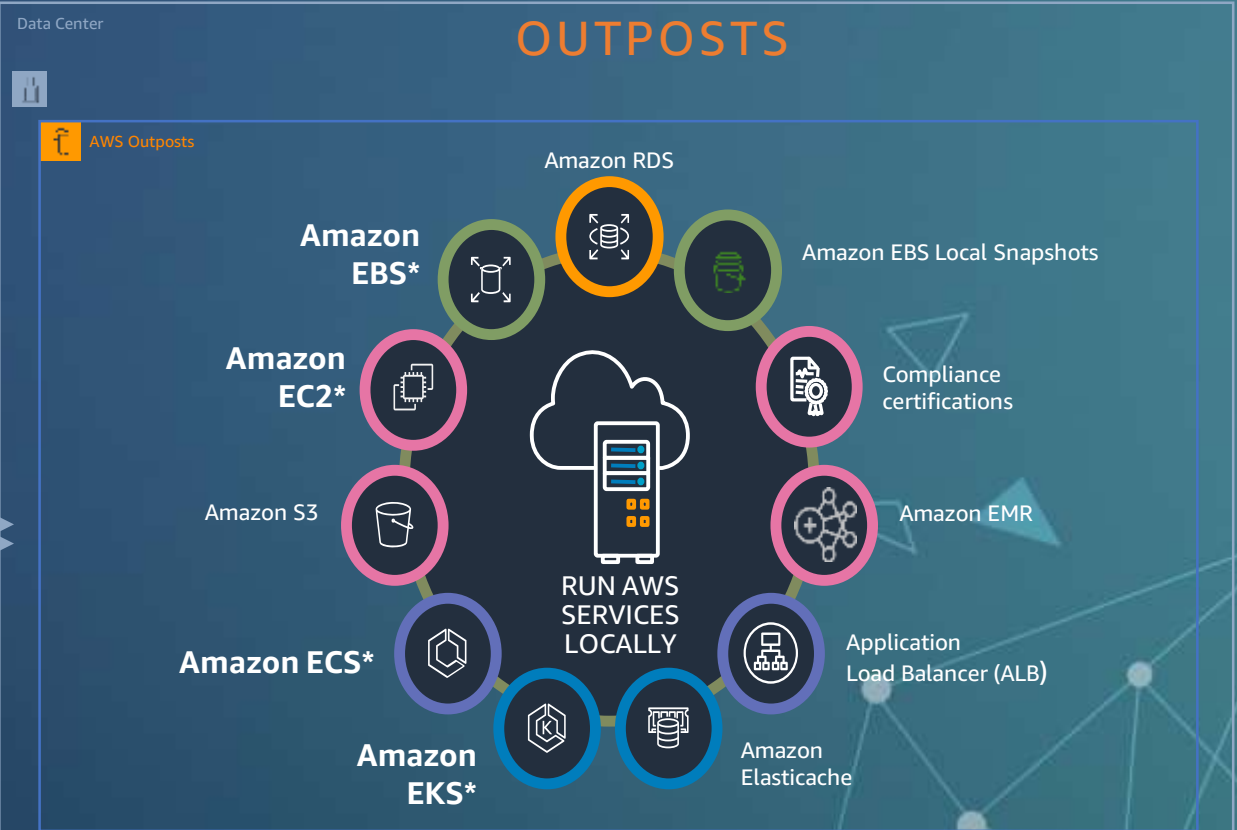 Data Center
OUTPOSTS
AWS Outposts
Amazon RDS
Amazon
EBS*
Amazon EBS Local Snapshots
Amazon
EC2*
Compliance
certifications
Amazon S3
Amazon EMR
RUN AWS
SERVICES
LOCALLY
Amazon ECS*
Application
Load Balancer (ALB)
Amazon
EKS*
Amazon
Elasticache
K